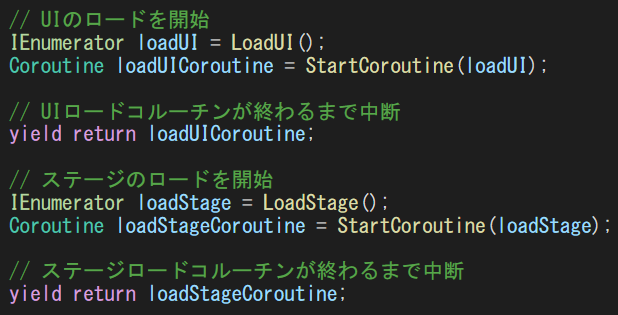 // UIのロードを開始
IEnumerator loadUI = LoadUI();
Coroutine loadUICoroutine = StartCoroutine(loadUI);
// UIロードコルーチンが終わるまで中断
yield return loadUICoroutine;
// ステージのロードを開始
IEnumerator loadStage = LoadStage();
Coroutine loadStageCoroutine = StartCoroutine(loadStage);
// ステージロードコルーチンが終わるまで中断
yield return loadStageCoroutine;